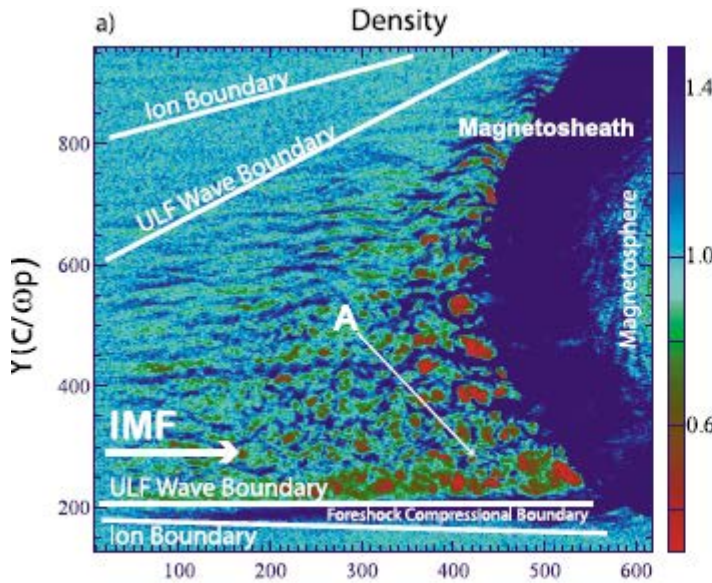 a)
Density
Ion Boundary
ULF Wave Boundary
Magnetosheath
Magnetosphere
A
IMF
ULF Wave Boundary
Foreshock Compressional Boundary
Ion Boundary
Y(C/ωp)
800
600
400
200
100 200 300 400 500 600
1.4
1.0
0.6